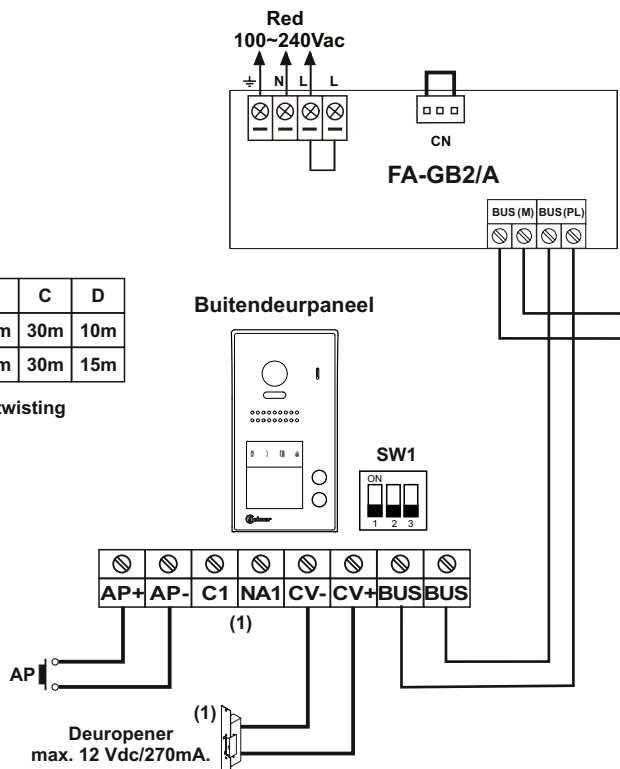 Red
100~240Vac
N L L
CN
FA-GB2/A
BUS (M) BUS (PL)
C D
m 30m 10m
m 30m 15m
twisting
Buitendeurpaneel
SW1
ON
1 2 3
AP+ AP- C1 NA1 CV- CV+ BUS BUS
(1)
AP
(1)
Deuropener
max. 12 Vdc/270mA.